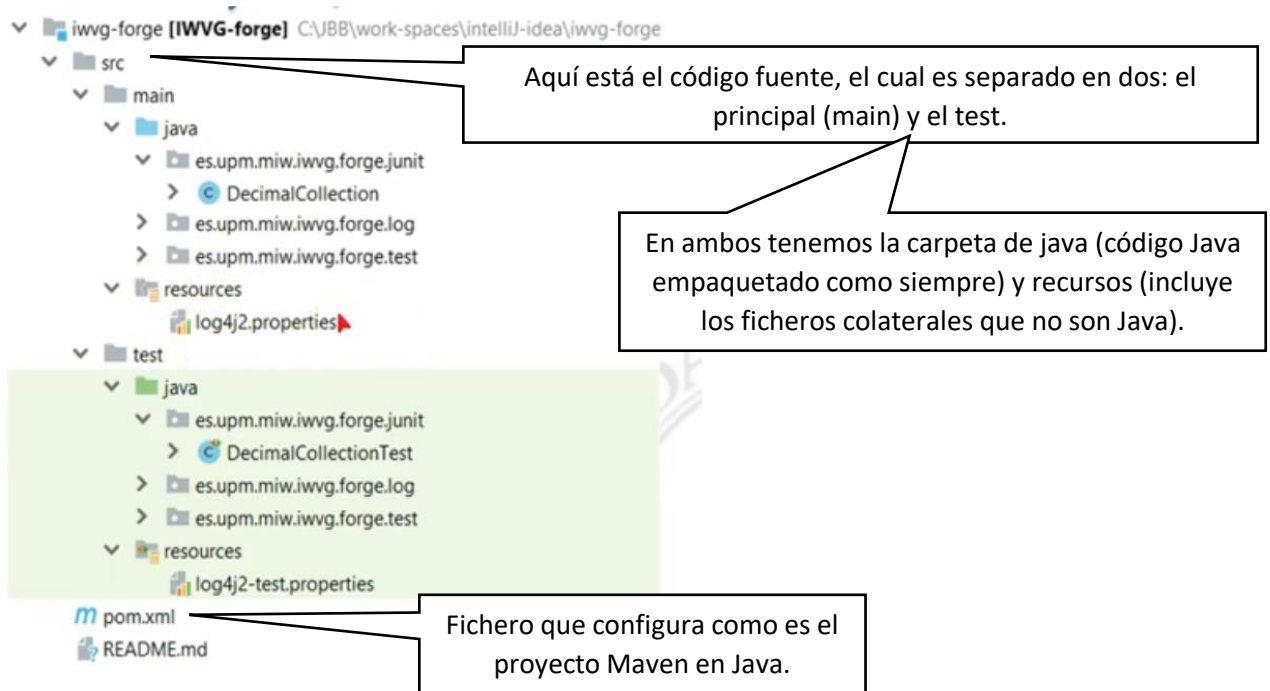 iwvg-forge [IWVG-forge] C:\JBB\work-spaces\intelliJ-idea\iwvg-forge
src
Aquí está el código fuente, el cual es separado en dos: el
principal (main) y el test.
main
java
es.upm.miw.iwvg.forge.junit
DecimalCollection
es.upm.miw.iwvg.forge.log
es.upm.miw.iwvg.forge.test
En ambos tenemos la carpeta de java (código Java
empaquetado como siempre) y recursos (incluye
los ficheros colaterales que no son Java).
resources
log4j2.properties
test
java
es.upm.miw.iwvg.forge.junit
DecimalCollectionTest
es.upm.miw.iwvg.forge.log
es.upm.miw.iwvg.forge.test
resources
log4j2-test.properties
pom.xml
Fichero que configura como es el
proyecto Maven en Java.
README.md